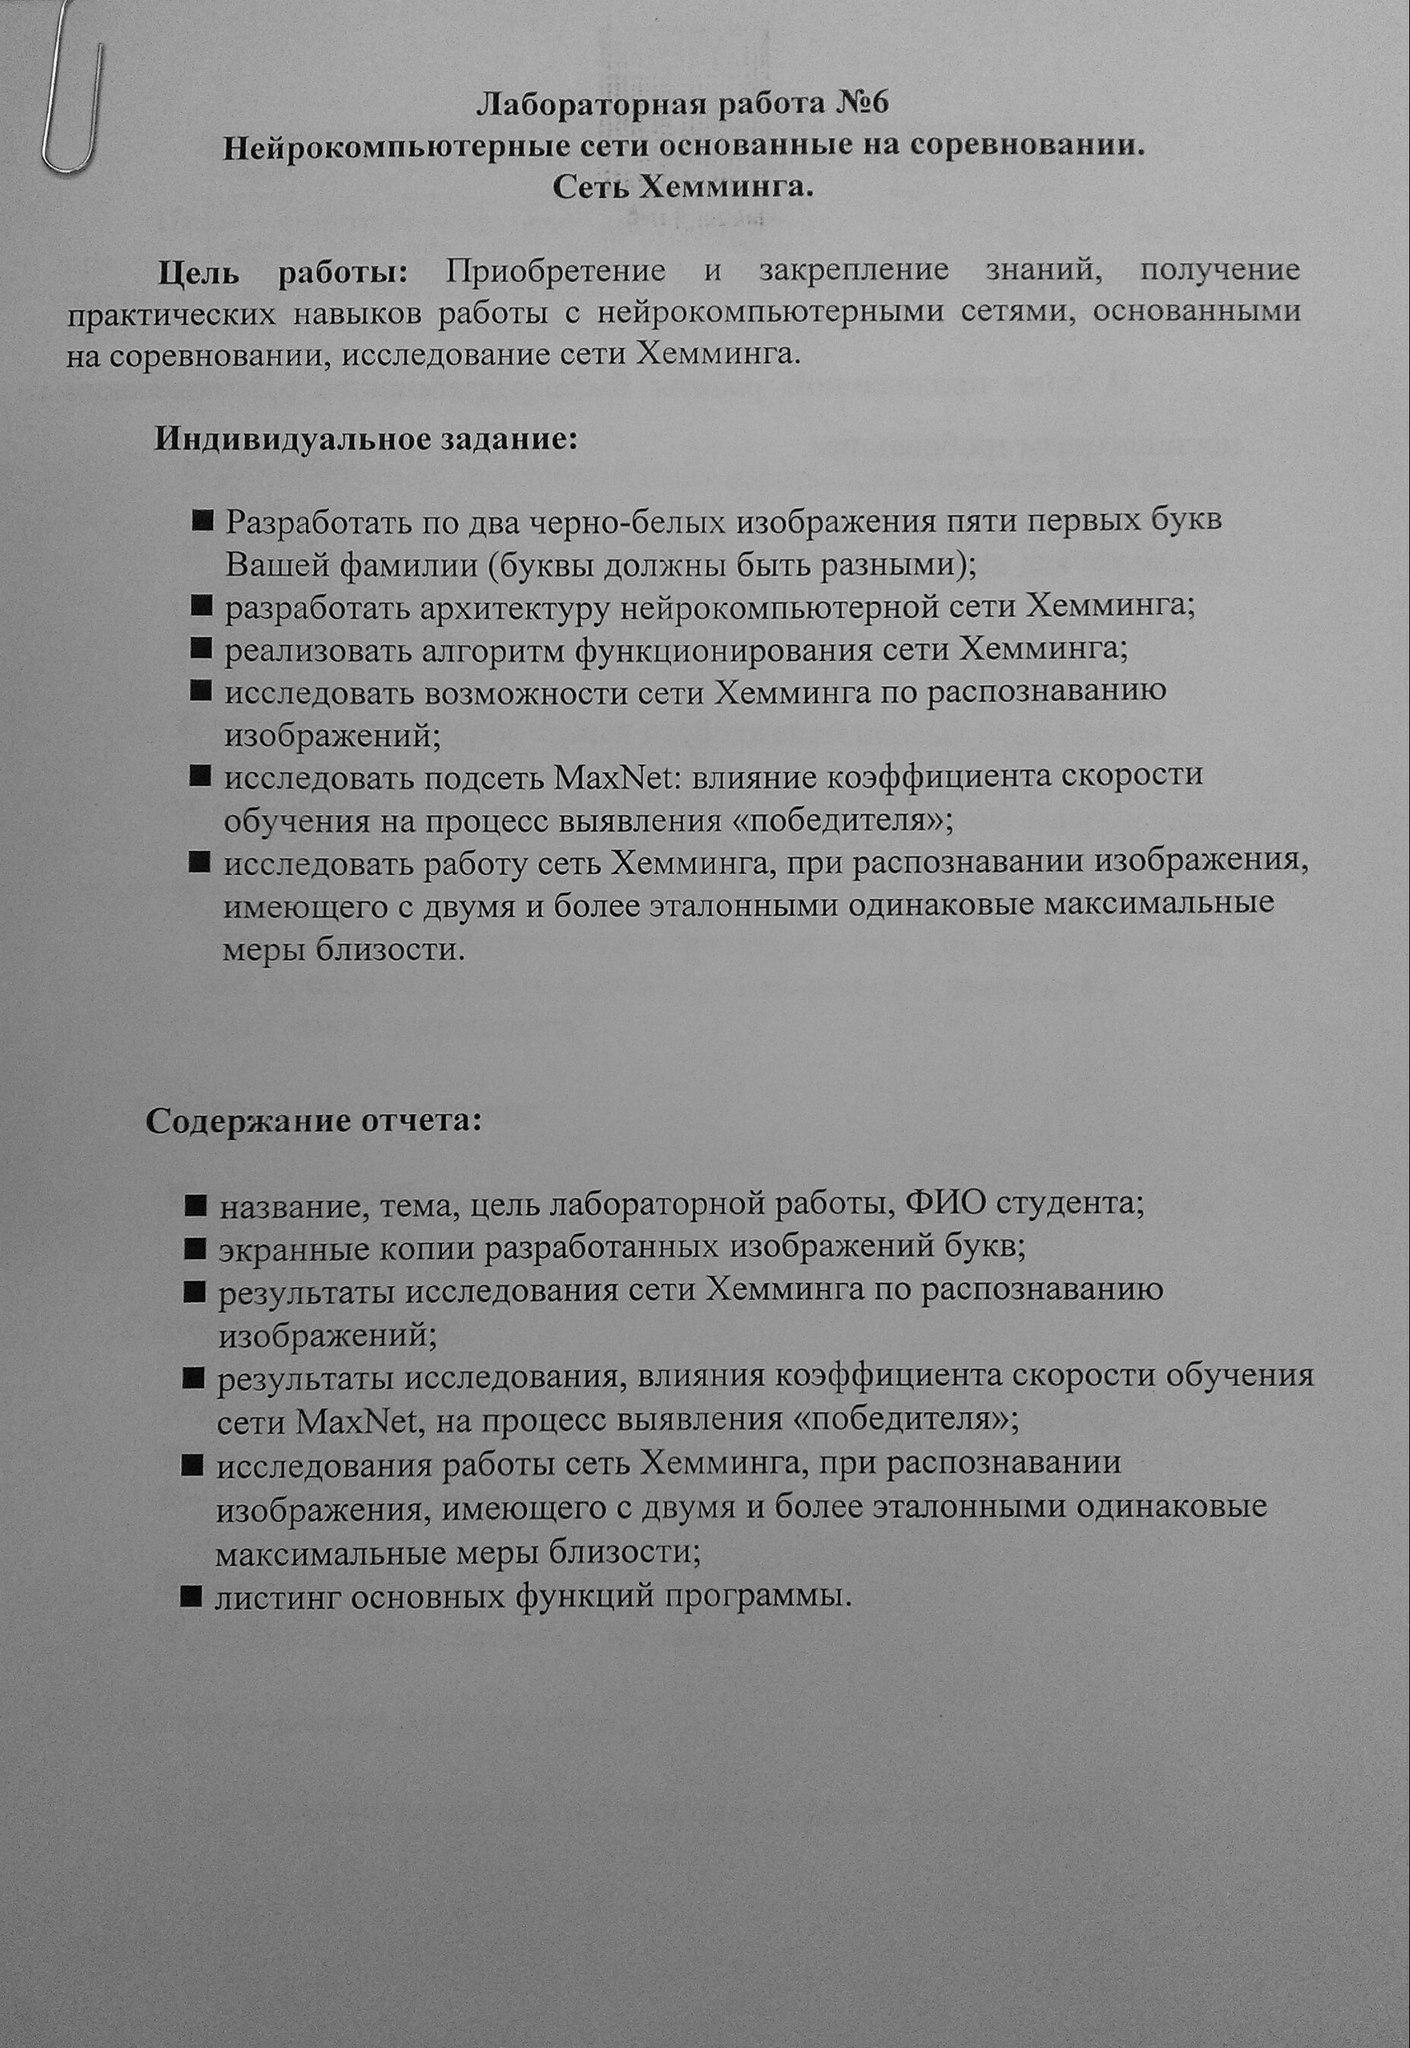 Лабораторная работа №6
Нейрокомпьютерные сети основанные на соревновании.
Сеть Хемминга.
Цель работы: Приобретение и закрепление знаний, получение
практических навыков работы с нейрокомпьютерными сетями, основанными
на соревновании, исследование сети Хемминга.
Индивидуальное задание:
■ Разработать по два черно-белых изображения пяти первых букв
Вашей фамилии (буквы должны быть разными);
■ разработать архитектуру нейрокомпьютерной сети Хемминга;
■ реализовать алгоритм функционирования сети Хемминга;
■ исследовать возможности сети Хемминга по распознаванию
изображений;
■ исследовать подсеть MaxNet: влияние коэффициента скорости
обучения на процесс выявления «победителя»;
■ исследовать работу сеть Хемминга, при распознавании изображения,
имеющего с двумя и более эталонными одинаковые максимальные
меры близости.
Содержание отчета:
■ название, тема, цель лабораторной работы, ФИО студента;
■ экранные копии разработанных изображений букв;
■ результаты исследования сети Хемминга по распознаванию
изображений;
■ результаты исследования, влияния коэффициента скорости обучения
сети MaxNet, на процесс выявления «победителя»;
■ исследования работы сеть Хемминга, при распознавании
изображения, имеющего с двумя и более эталонными одинаковые
максимальные меры близости;
■ листинг основных функций программы.